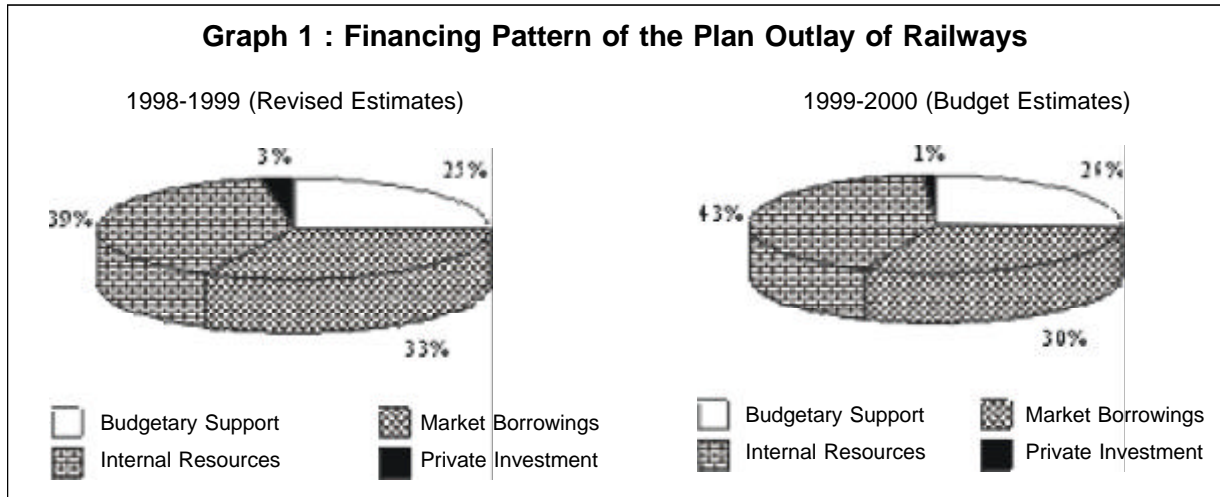 Graph 1 : Financing Pattern of the Plan Outlay of Railways
1998-1999 (Revised Estimates)
1999-2000 (Budget Estimates)
3%
25%
39%
33%
1%
26%
43%
30%
Budgetary Support
Market Borrowings
Internal Resources
Private Investment
Budgetary Support
Market Borrowings
Internal Resources
Private Investment